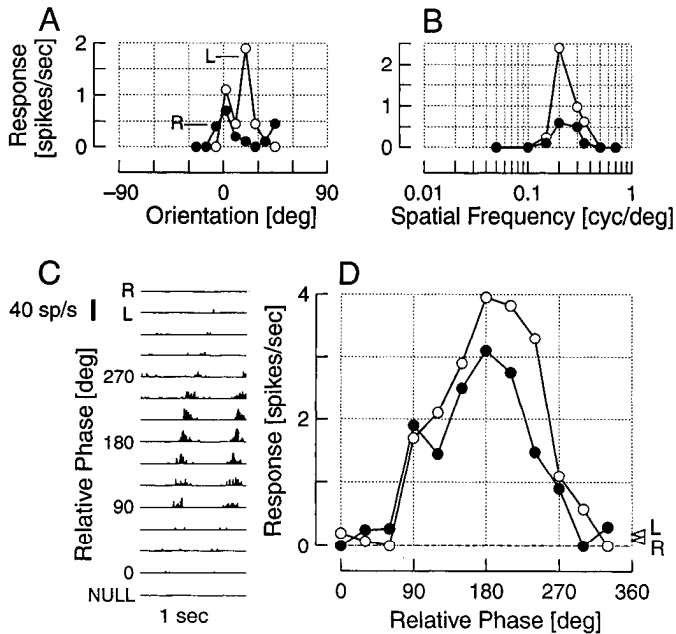 A
Response
[spikes/sec]
2
1
0
L
R
−90
0
90
Orientation [deg]
B
2
1
0
0.01
0.1
1
Spatial Frequency [cyc/deg]
C
40 sp/s
R
L
Relative Phase [deg]
270
180
90
0
NULL
1 sec
D
Response [spikes/sec]
4
2
0
L
R
0
90
180
270
360
Relative Phase [deg]